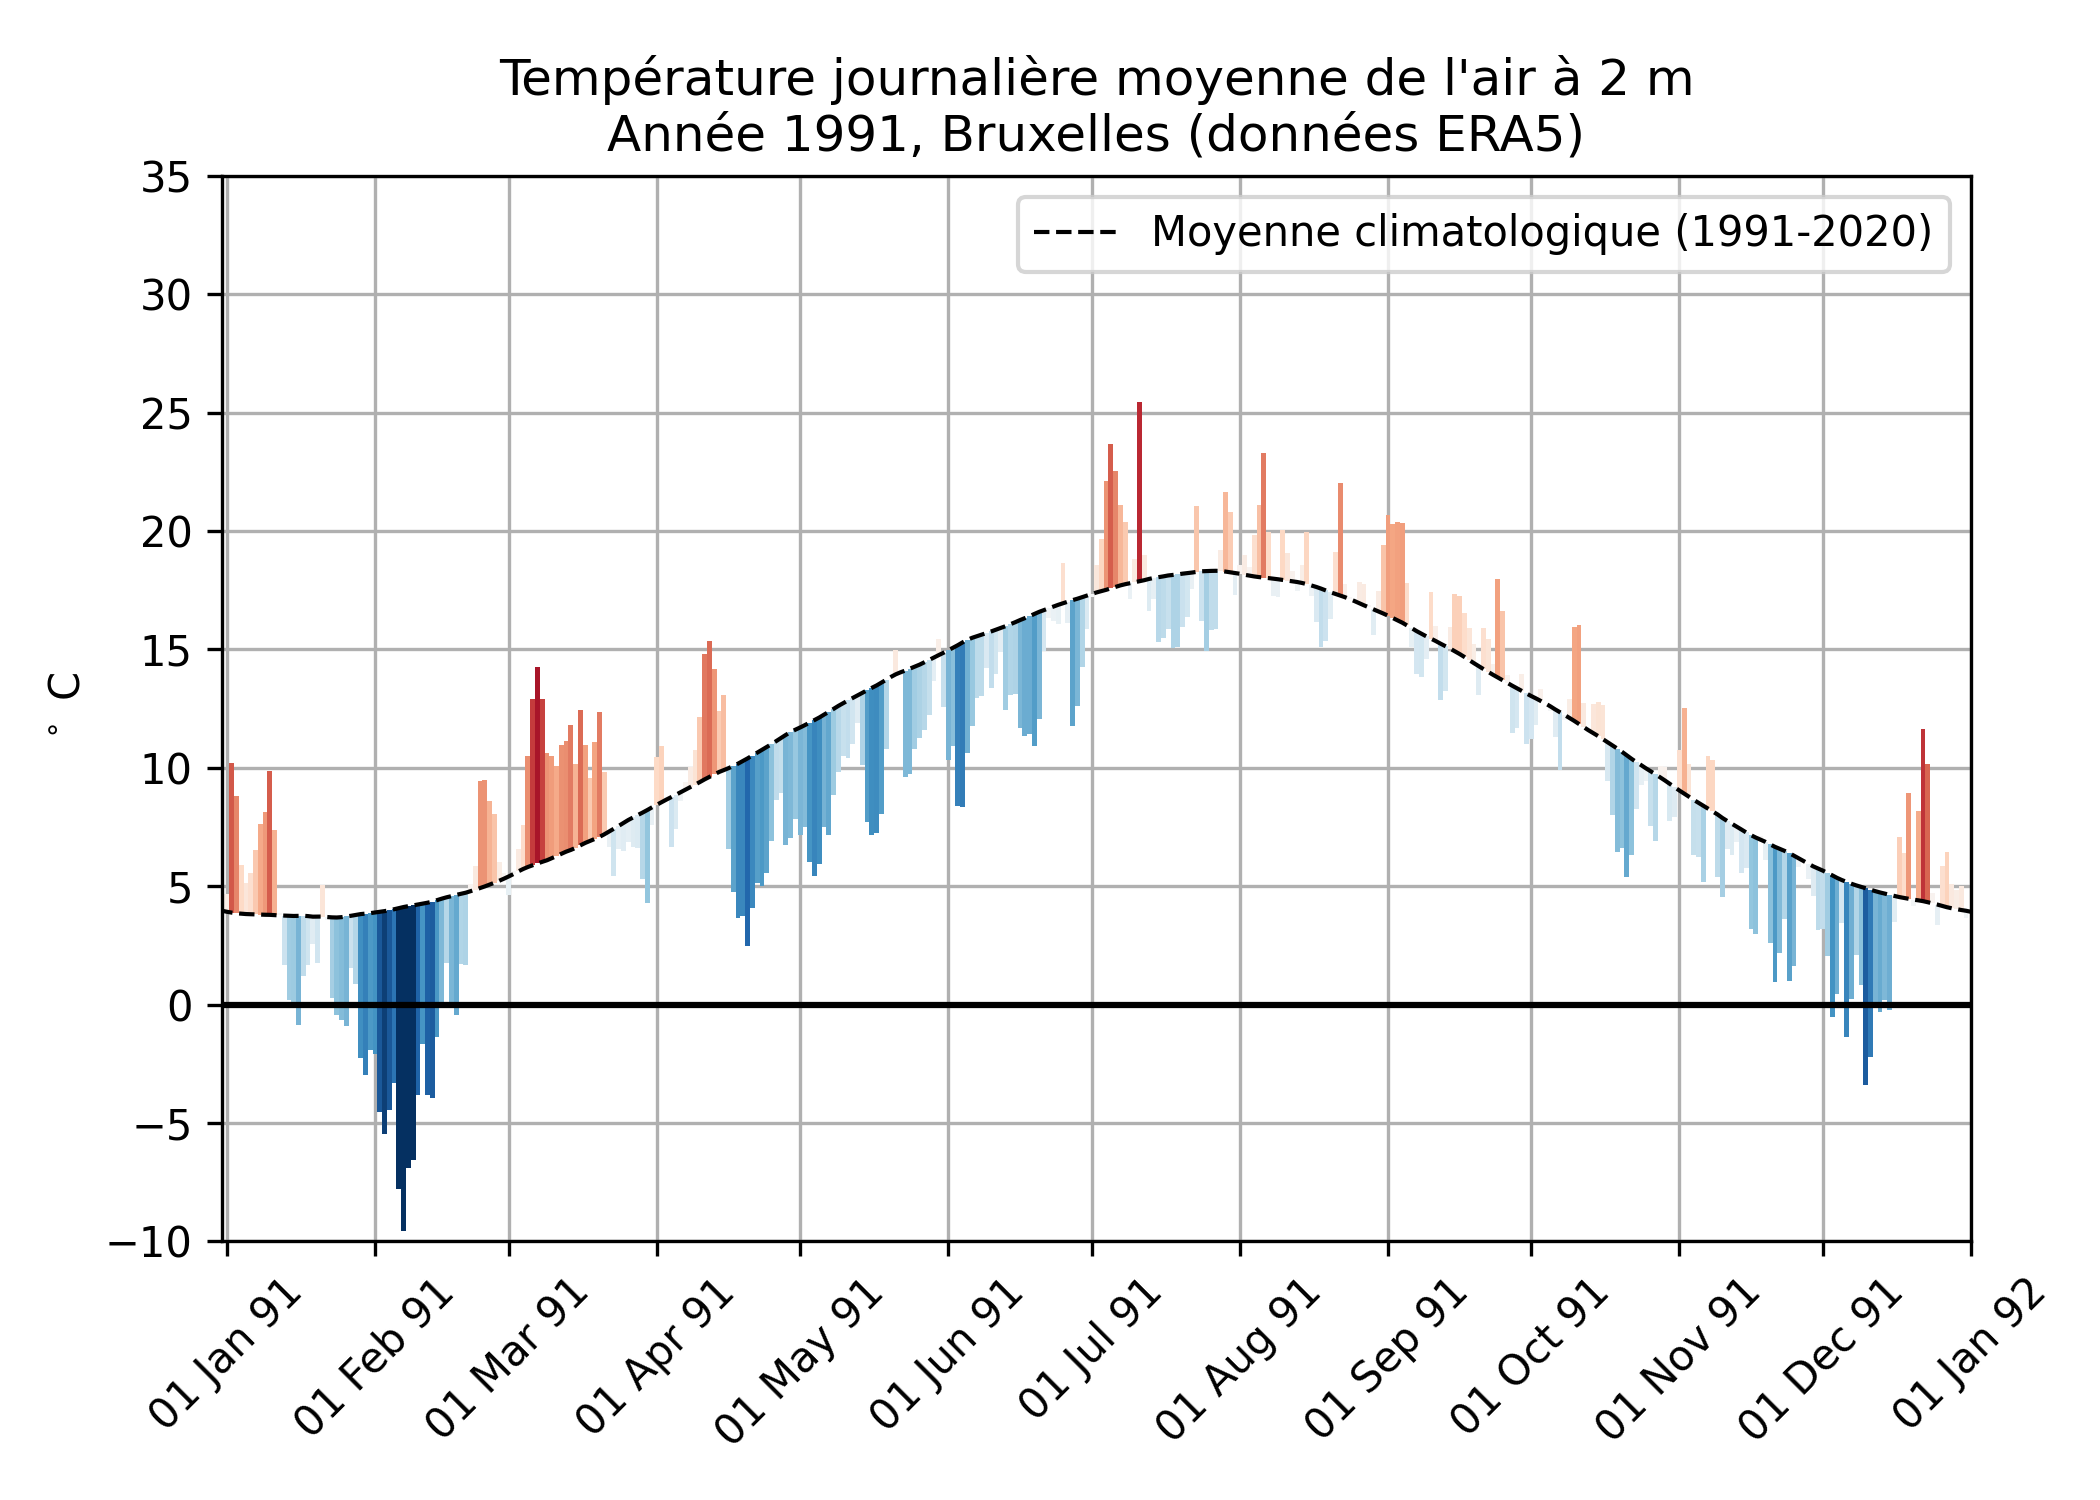 Température journalière moyenne de l'air à 2 m
Année 1991, Bruxelles (données ERA5)
Moyenne climatologique (1991-2020)
° C
35
30
25
20
15
10
5
0
−5
−10
01 Jan 91
01 Feb 91
01 Mar 91
01 Apr 91
01 May 91
01 Jun 91
01 Jul 91
01 Aug 91
01 Sep 91
01 Oct 91
01 Nov 91
01 Dec 91
01 Jan 92